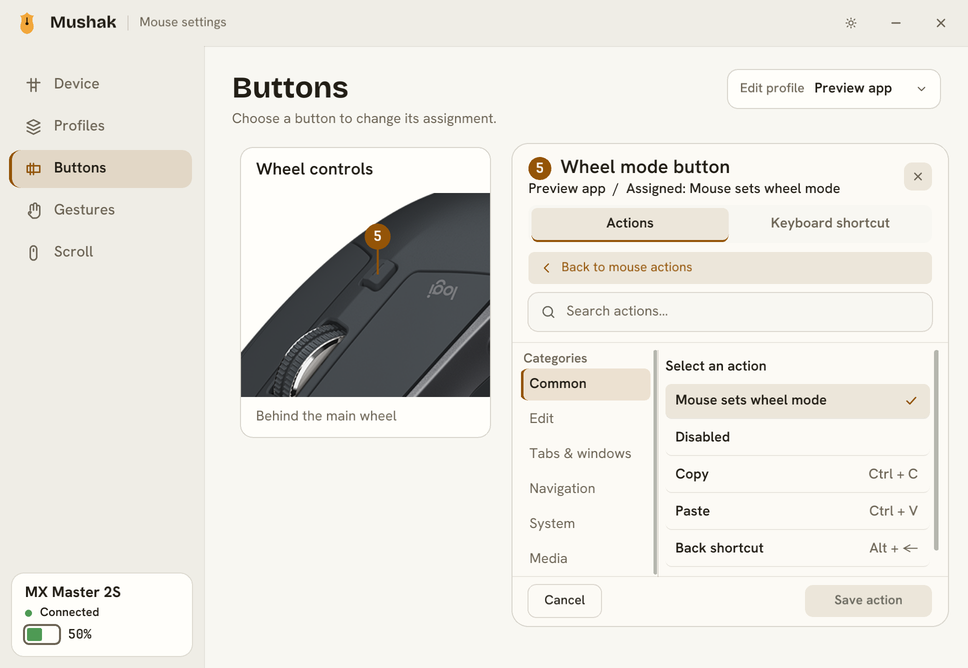 Mushak | Mouse settings
Device
Profiles
Buttons
Gestures
Scroll
MX Master 2S
Connected
50%
Buttons
Choose a button to change its assignment.
Edit profile Preview app
Wheel controls
5
logi
Behind the main wheel
5 Wheel mode button
Preview app / Assigned: Mouse sets wheel mode
Actions Keyboard shortcut
Back to mouse actions
Search actions...
Categories
Common
Edit
Tabs & windows
Navigation
System
Media
Select an action
Mouse sets wheel mode
Disabled
Copy Ctrl + C
Paste Ctrl + V
Back shortcut Alt + ←
Cancel Save action